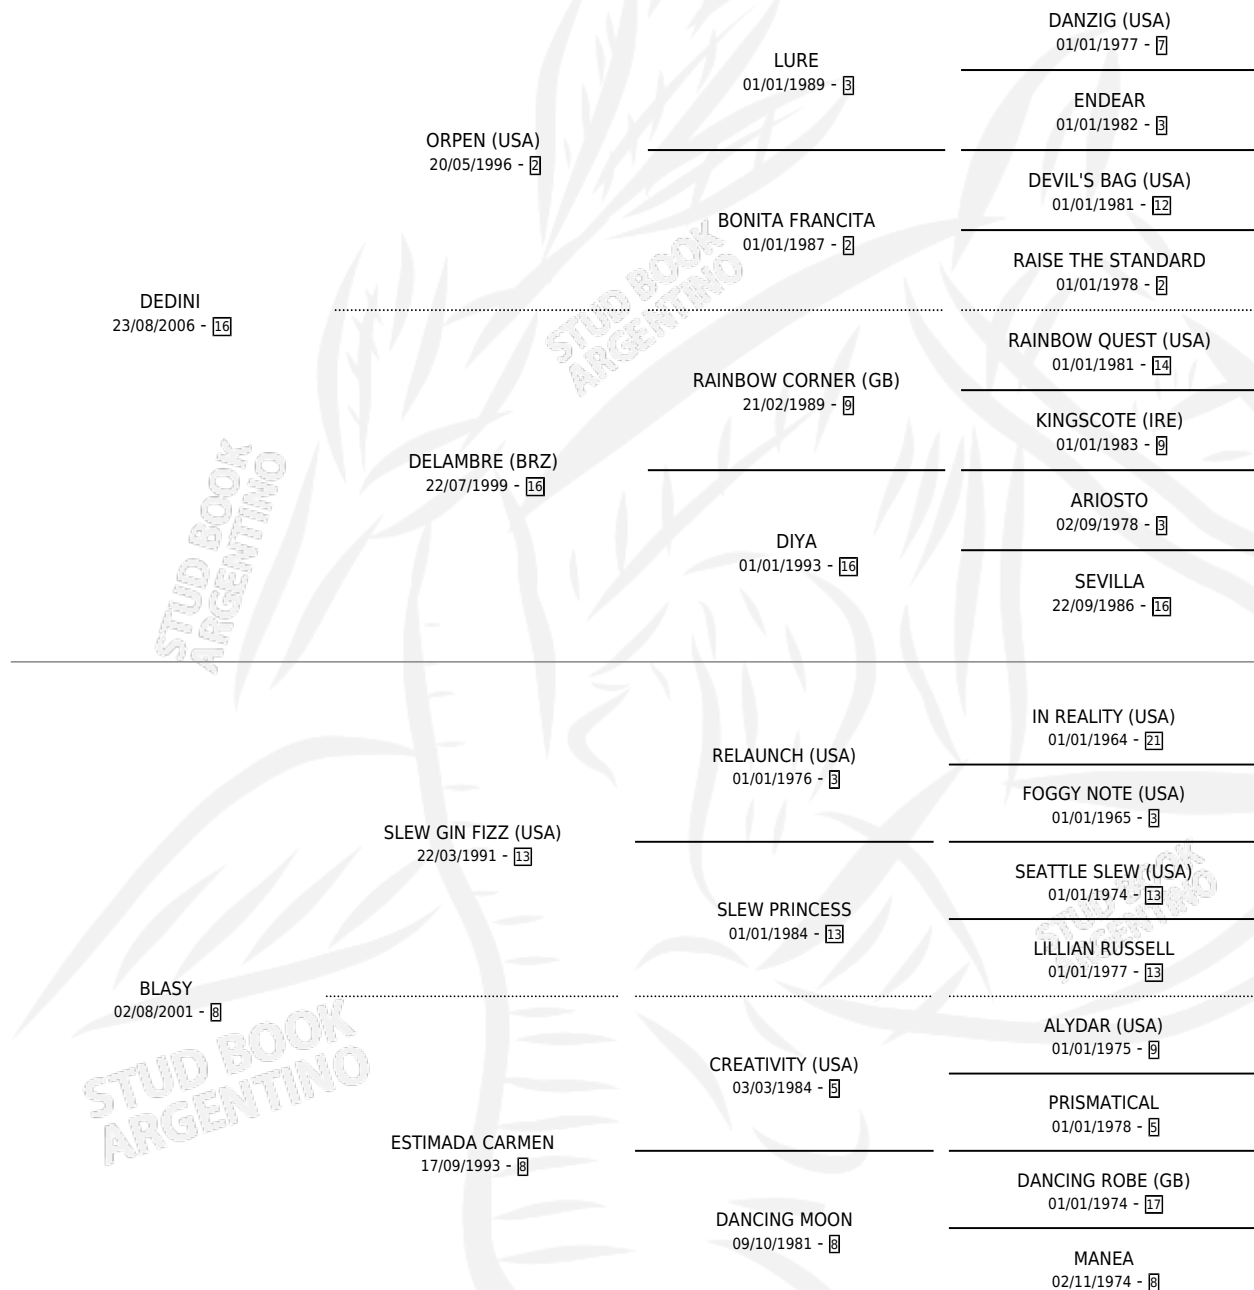 DANZIG (USA)
01/01/1977 - 7
LURE
01/01/1989 - 3
ENDEAR
01/01/1982 - 3
ORPEN (USA)
20/05/1996 - 2
DEVIL'S BAG (USA)
01/01/1981 - 12
BONITA FRANCITA
01/01/1987 - 2
RAISE THE STANDARD
01/01/1978 - 2
DEDINI
23/08/2006 - 16
STUD BOOK
ARGENTINO
RAINBOW QUEST (USA)
01/01/1981 - 14
RAINBOW CORNER (GB)
21/02/1989 - 9
KINGSCOTE (IRE)
01/01/1983 - 9
DELAMBRE (BRZ)
22/07/1999 - 16
ARIOSTO
02/09/1978 - 3
DIYA
01/01/1993 - 16
SEVILLA
22/09/1986 - 16
STUD BOOK
ARGENTINO
IN REALITY (USA)
01/01/1964 - 21
RELAUNCH (USA)
01/01/1976 - 3
FOGGY NOTE (USA)
01/01/1965 - 3
SLEW GIN FIZZ (USA)
22/03/1991 - 13
SEATTLE SLEW (USA)
01/01/1974 - 13
STUD BOOK
ARGENTINO
SLEW PRINCESS
01/01/1984 - 13
LILLIAN RUSSELL
01/01/1977 - 13
BLASY
02/08/2001 - 8
STUD BOOK
ARGENTINO
ALYDAR (USA)
01/01/1975 - 9
CREATIVITY (USA)
03/03/1984 - 5
PRISMATICAL
01/01/1978 - 5
ESTIMADA CARMEN
17/09/1993 - 8
DANCING ROBE (GB)
01/01/1974 - 17
DANCING MOON
09/10/1981 - 8
MANEA
02/11/1974 - 8